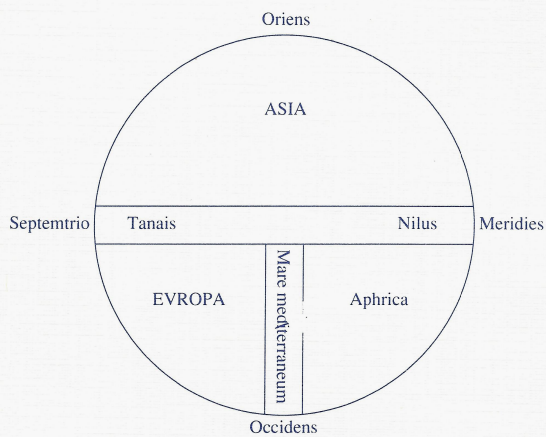 Oriens
ASIA
Septemtrio
Tanais
Nilus
Meridies
EVROPA
Mare mediterraneum
Aphrica
Occidens